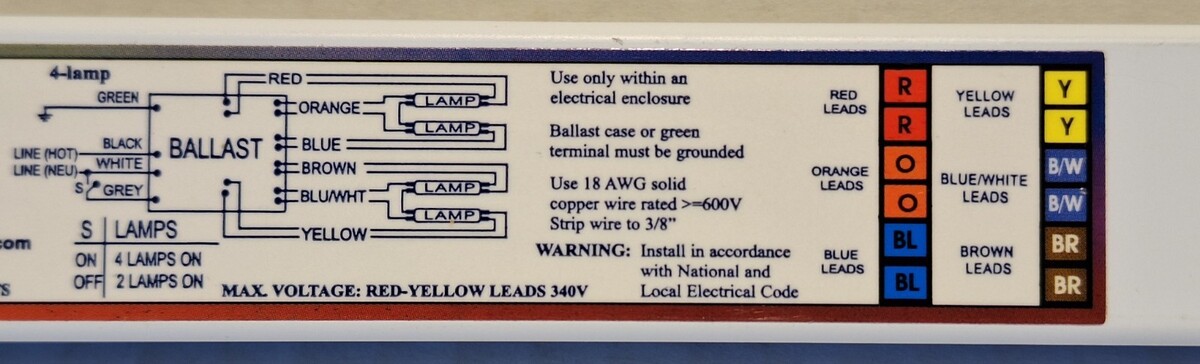 4-lamp
GREEN
RED
ORANGE
LAMP
LAMP
BLACK
LINE (HOT)
WHITE
LINE (NEU)
BALLAST
BLUE
BROWN
S
GREY
BLU/WHT
LAMP
LAMP
YELLOW
com
S LAMPS
ON 4 LAMPS ON
OFF 2 LAMPS ON
MAX. VOLTAGE: RED-YELLOW LEADS 340V
Use only within an
electrical enclosure
Ballast case or green
terminal must be grounded
Use 18 AWG solid
copper wire rated >=600V
Strip wire to 3/8”
WARNING: Install in accordance
with National and
Local Electrical Code
RED
LEADS
R
R
ORANGE
LEADS
O
O
BLUE
LEADS
BL
BL
YELLOW
LEADS
Y
Y
BLUE/WHITE
LEADS
B/W
B/W
BROWN
LEADS
BR
BR